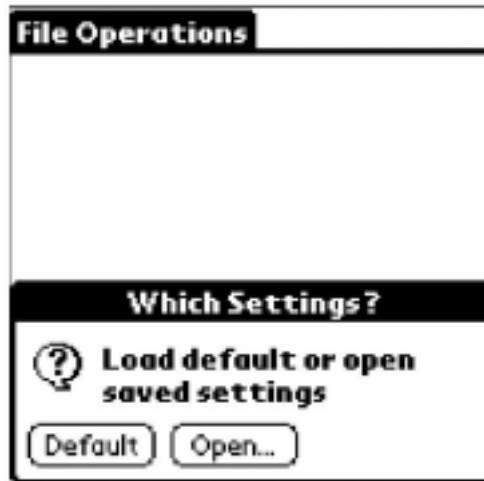 File Operations
Which Settings?
Load default or open
saved settings
Default Open...